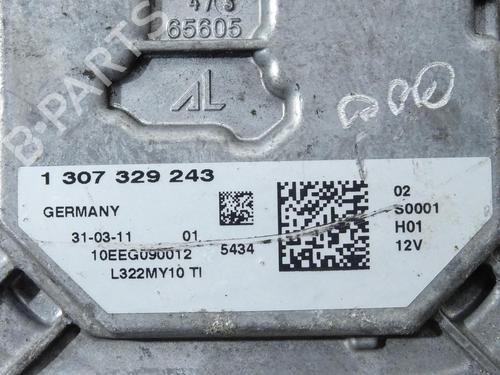 473
65605
AL
B-PARTS
1 307 329 243
GERMANY
31-03-11 01
10EEG090012 5434
L322MY10 TI
02
S0001
H01
12V